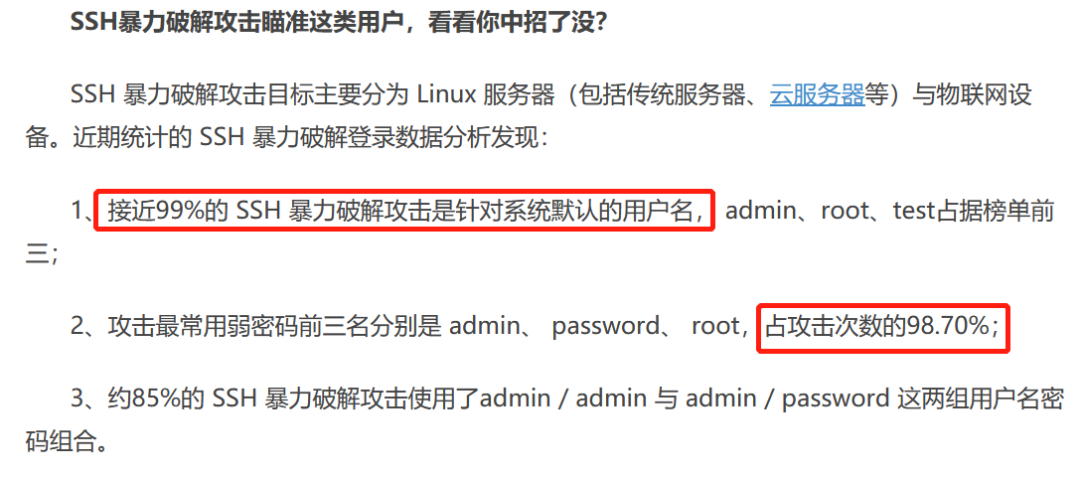 SSH暴力破解攻击瞄准这类用户，看看你中招了没？
SSH 暴力破解攻击目标主要分为 Linux 服务器（包括传统服务器、云服务器等）与物联网设
备。近期统计的 SSH 暴力破解登录数据分析发现：
1、接近99%的 SSH 暴力破解攻击是针对系统默认的用户名， admin、root、test占据榜单前
三；
2、攻击最常用弱密码前三名分别是 admin、 password、 root，占攻击次数的98.70%；
3、约85%的 SSH 暴力破解攻击使用了admin / admin 与 admin / password 这两组用户名密
码组合。